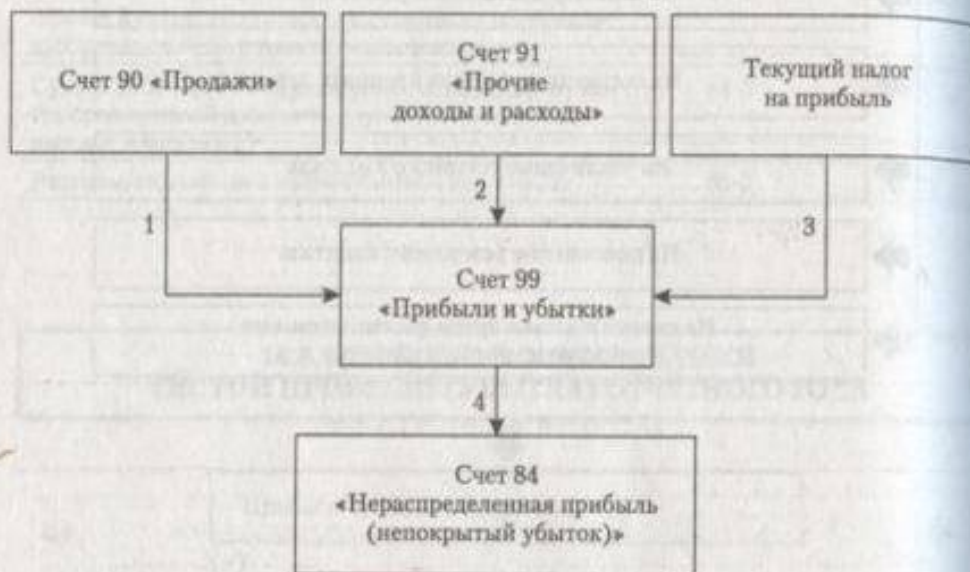 Счет 90 «Продажи»
Счет 91
«Прочие
доходы и расходы»
Текущий налог
на прибыль
1
2
3
Счет 99
«Прибыли и убытки»
4
Счет 84
«Нераспределенная прибыль
(непокрытый убыток)»